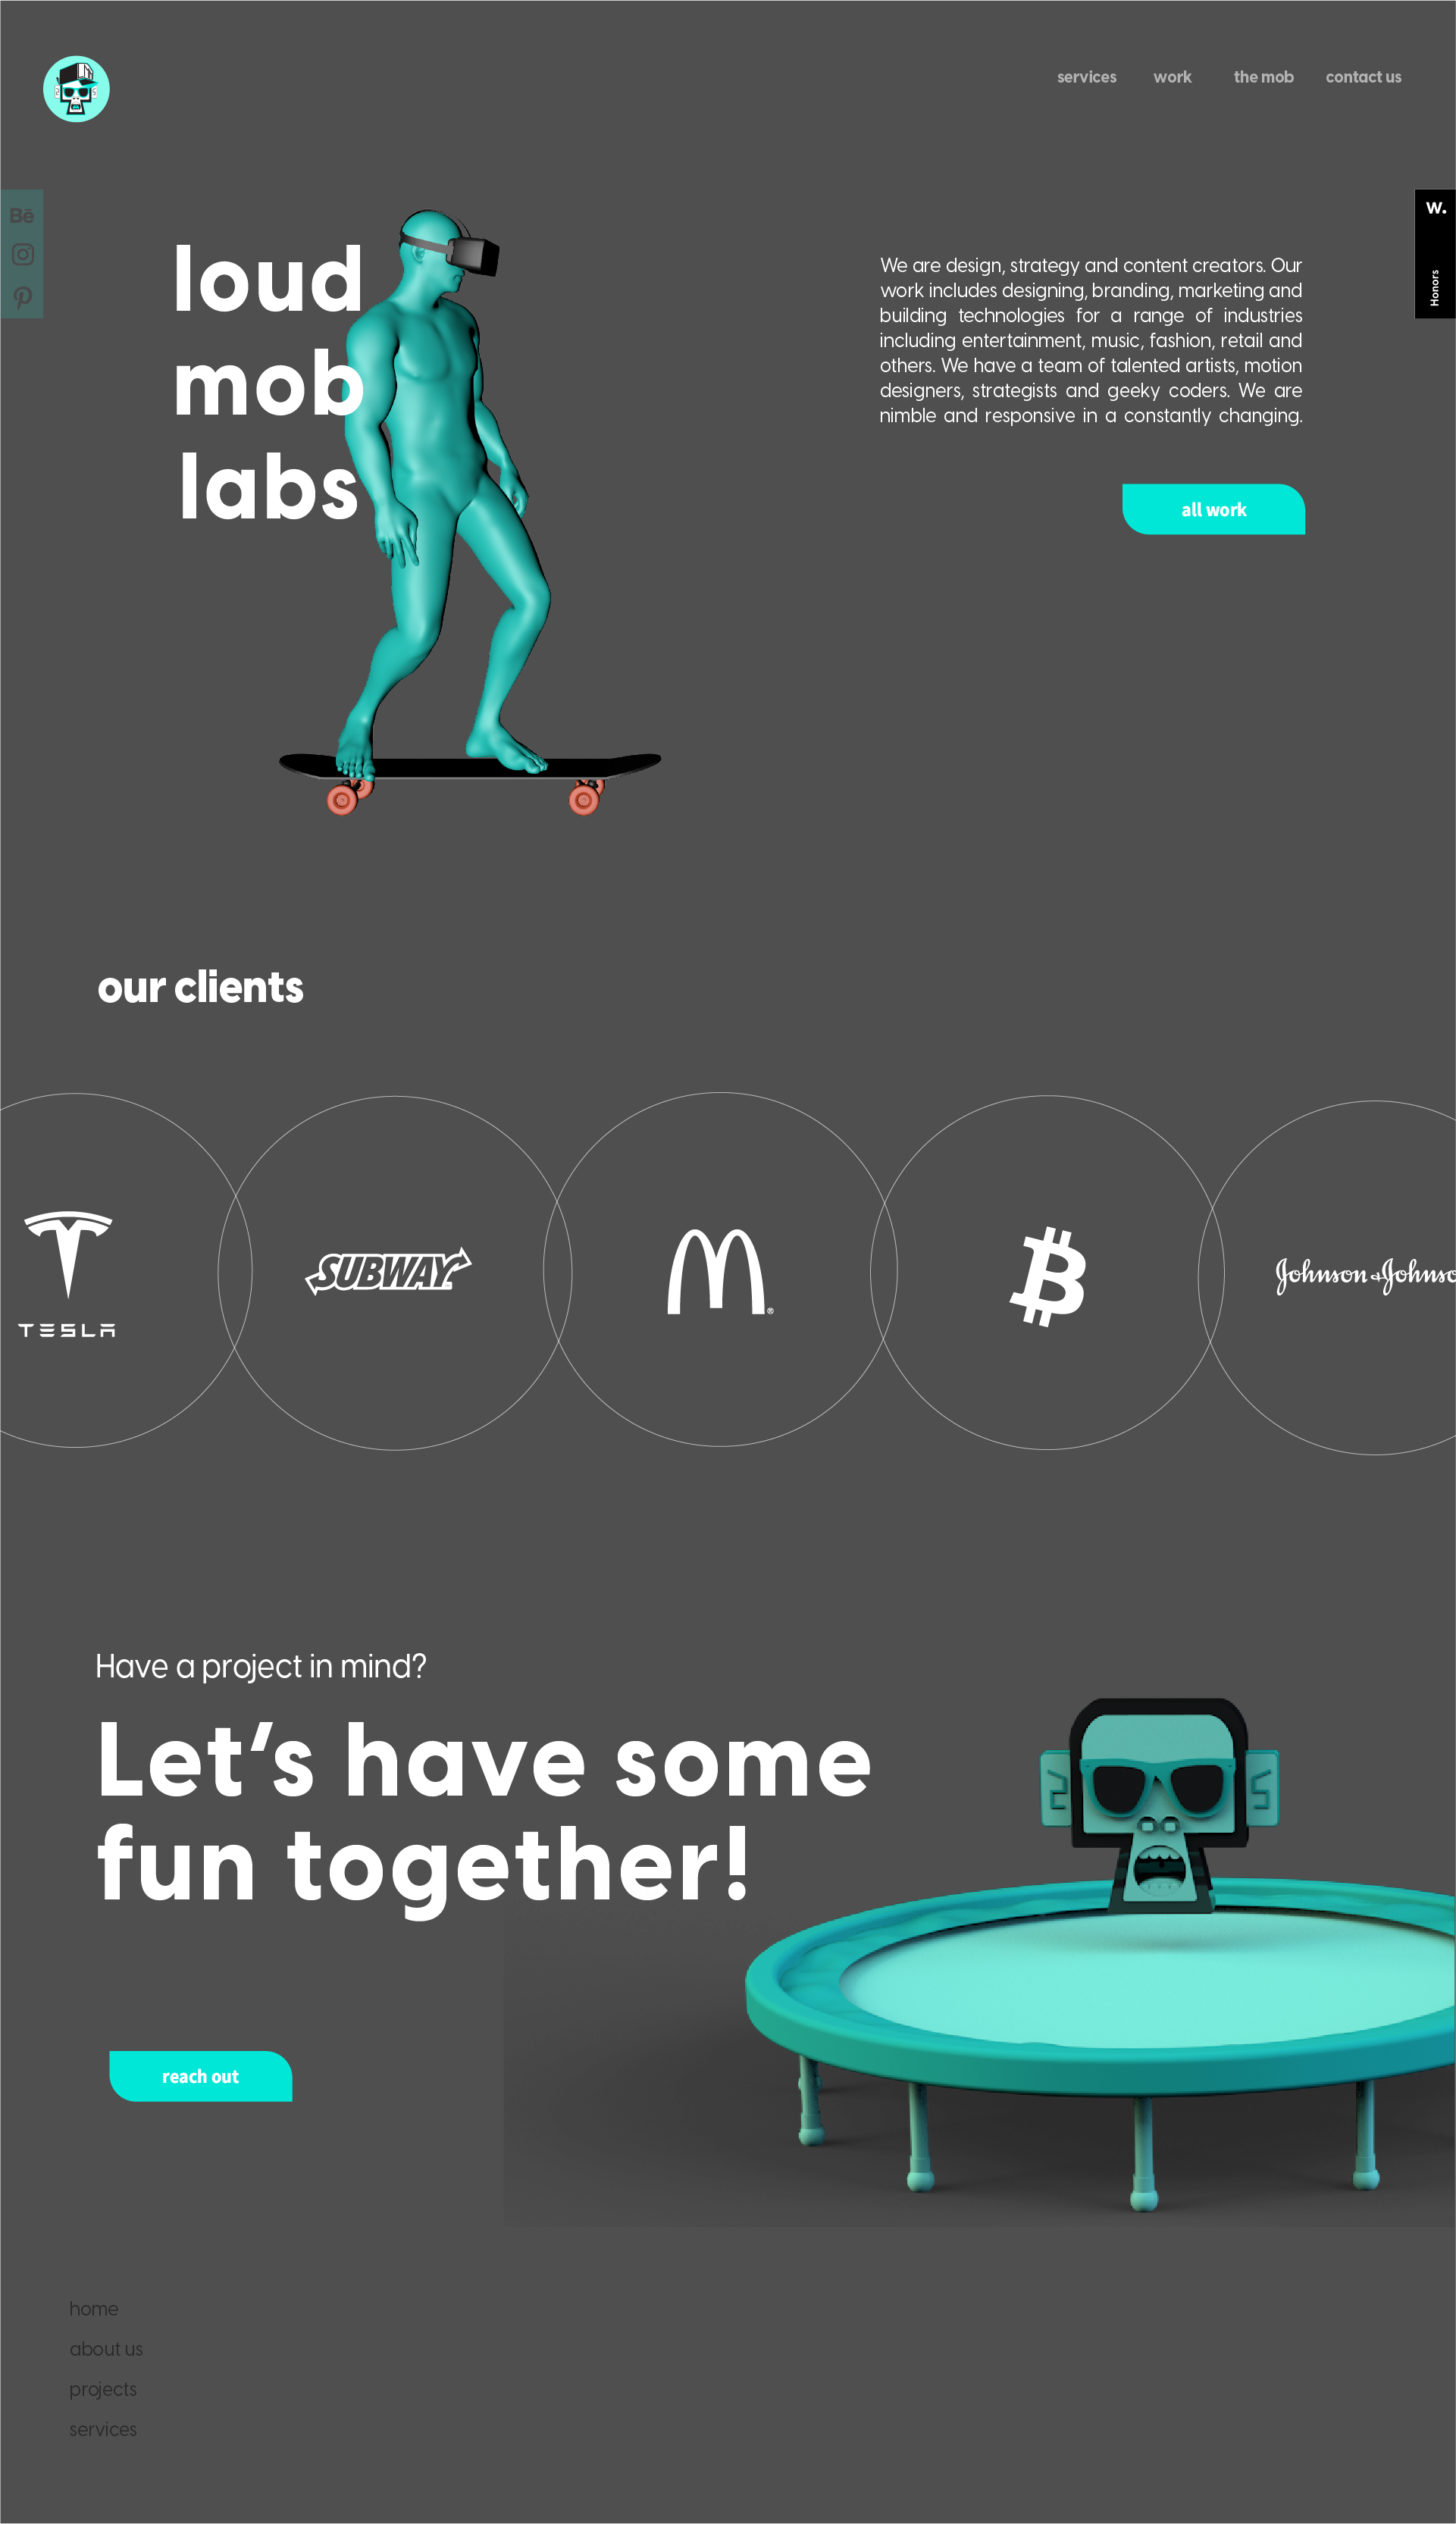 services work the mob contact us
Bē
W.
Honors
loud
mob
labs
We are design, strategy and content creators. Our
work includes designing, branding, marketing and
building technologies for a range of industries
including entertainment, music, fashion, retail and
others. We have a team of talented artists, motion
designers, strategists and geeky coders. We are
nimble and responsive in a constantly changing.
all work
our clients
TESLA
SUBWAY
Johnson & Johnso
Have a project in mind?
Let’s have some
fun together!
reach out
home
about us
projects
services